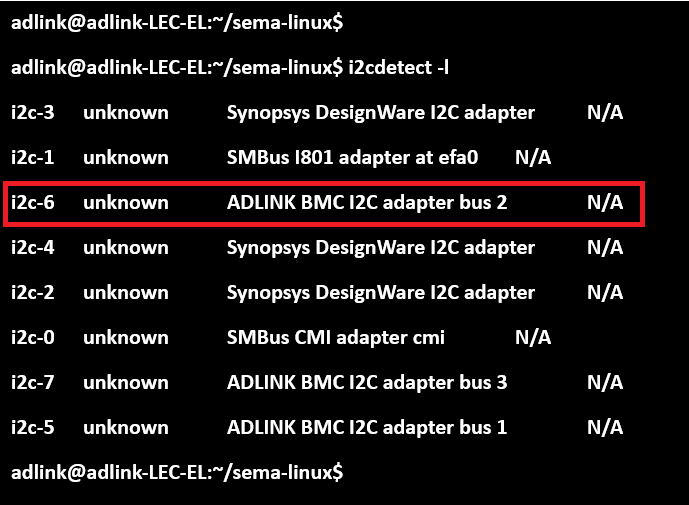 adlink@adlink-LEC-EL:~/sema-linux$
adlink@adlink-LEC-EL:~/sema-linux$ i2cdetect -l
i2c-3 unknown Synopsys DesignWare I2C adapter N/A
i2c-1 unknown SMBus I801 adapter at efa0 N/A
i2c-6 unknown ADLINK BMC I2C adapter bus 2 N/A
i2c-4 unknown Synopsys DesignWare I2C adapter N/A
i2c-2 unknown Synopsys DesignWare I2C adapter N/A
i2c-0 unknown SMBus CMI adapter cmi N/A
i2c-7 unknown ADLINK BMC I2C adapter bus 3 N/A
i2c-5 unknown ADLINK BMC I2C adapter bus 1 N/A
adlink@adlink-LEC-EL:~/sema-linux$